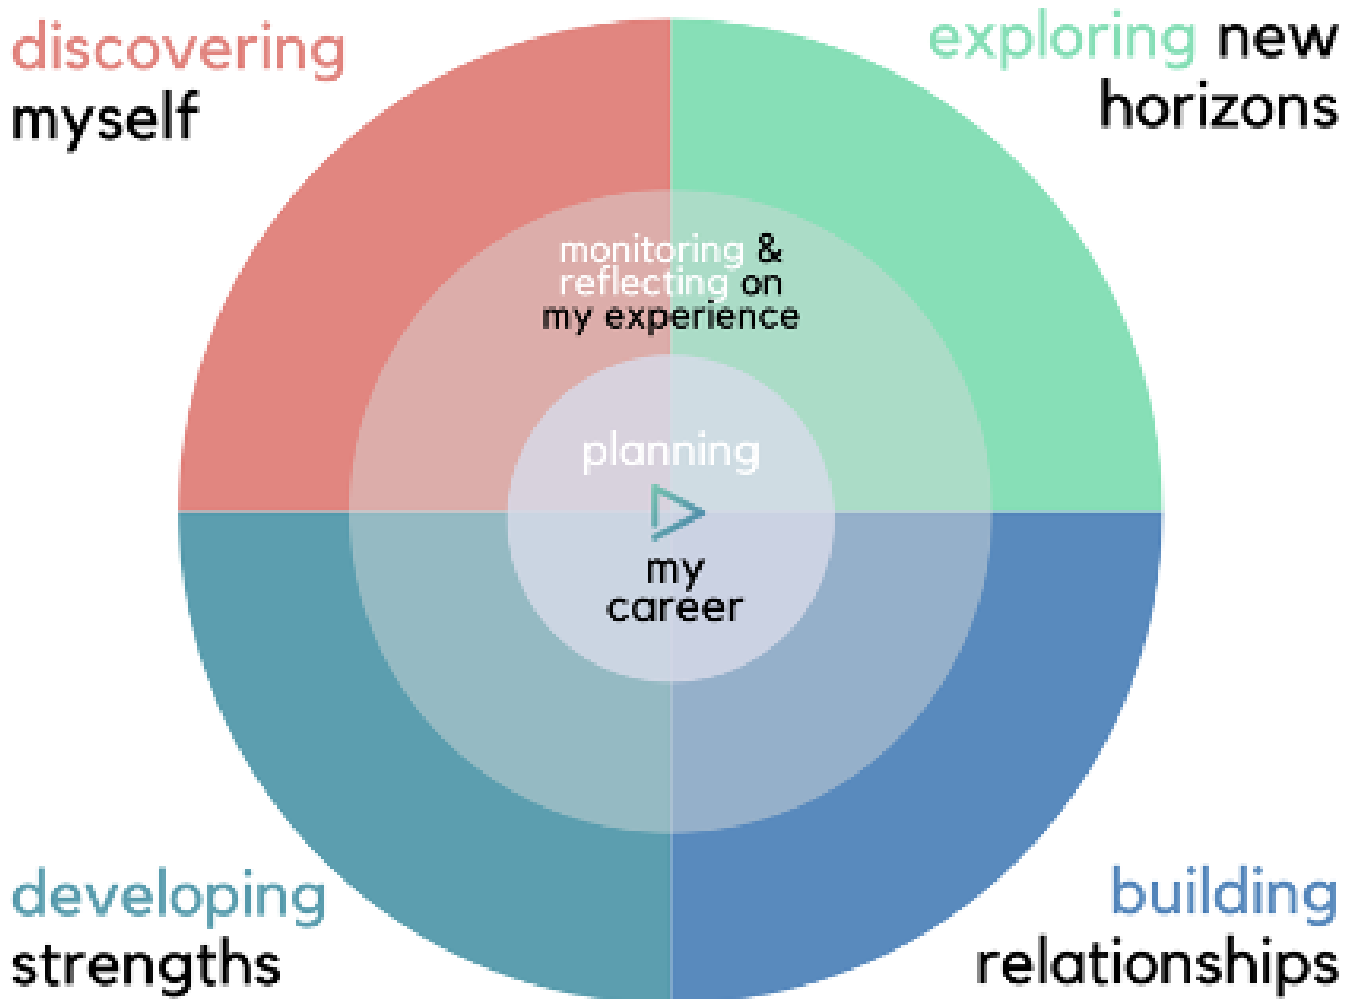 discovering
myself
exploring new
horizons
monitoring &
reflecting on
my experience
planning
my
career
developing
strengths
building
relationships